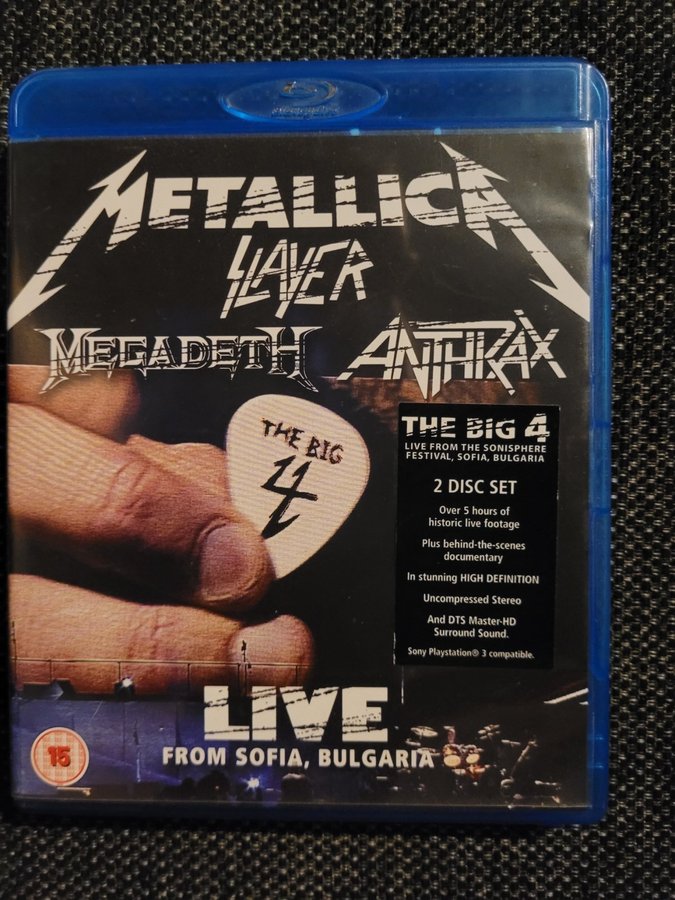 METALLICA
SLAYER
MEGADETH ANTHRAX
THE BIG
4
THE BIG 4
LIVE FROM THE SONISPHERE
FESTIVAL, SOFIA, BULGARIA
2 DISC SET
Over 5 hours of
historic live footage
Plus behind-the-scenes
documentary
In stunning HIGH DEFINITION
Uncompressed Stereo
And DTS Master-HD
Surround Sound.
Sony Playstation® 3 compatible.
LIVE
FROM SOFIA, BULGARIA
15